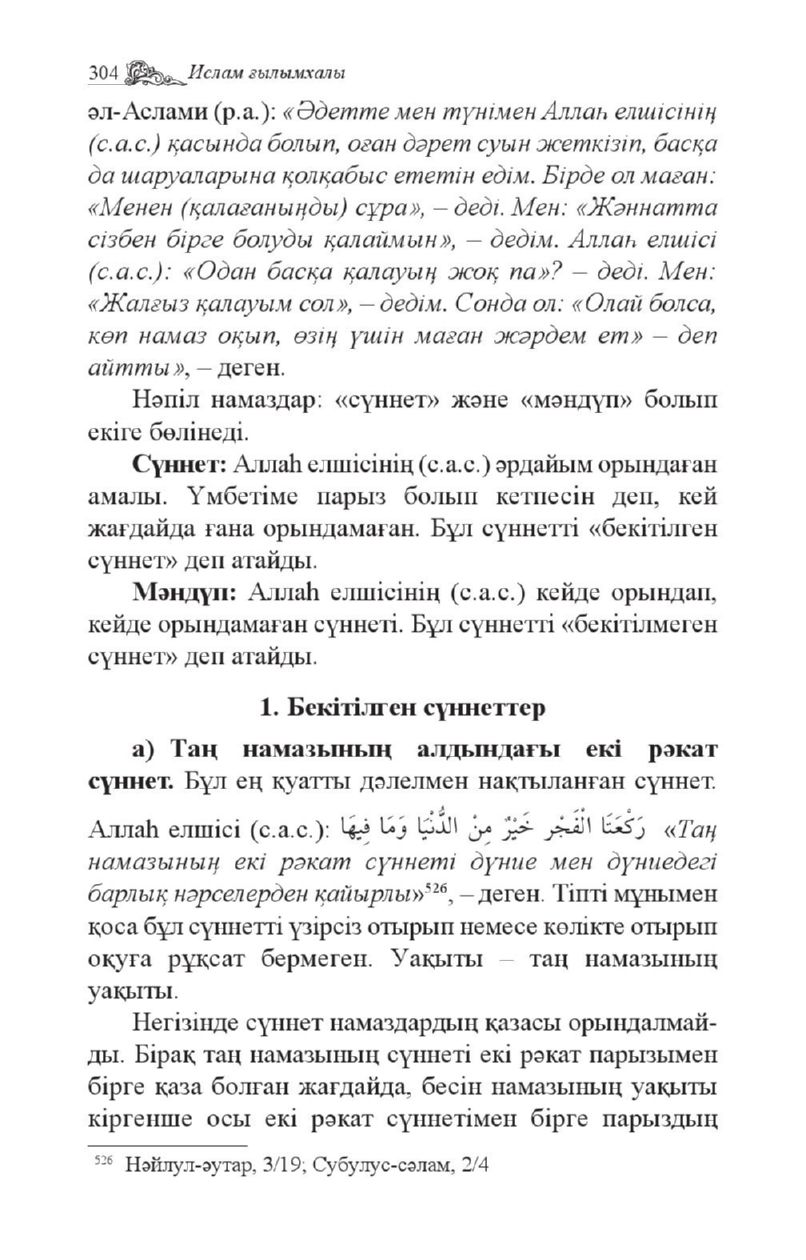 304 Ислам ғылымхалы
әл-Аслами (р.а.): «Әдетте мен түнімен Аллаһ елшісінің
(с.а.с.) қасында болып, оған дәрет суын жеткізіп, басқа
да шаруаларына қолқабыс ететін едім. Бірде ол маған:
«Менен (қалағаныңды) сұра», – деді. Мен: «Жәннатта
сізбен бірге болуды қалаймын», – дедім. Аллаһ елшісі
(с.а.с.): «Одан басқа қалауың жоқ па»? – деді. Мен:
«Жалғыз қалауым сол», – дедім. Сонда ол: «Олай болса,
көп намаз оқып, өзің үшін маған жәрдем ет» – деп
айтты», – деген.
Нәпіл намаздар: «сүннет» және «мәндүп» болып
екіге бөлінеді.
Сүннет: Аллаһ елшісінің (с.а.с.) әрдайым орындаған
амалы. Үмбетіме парыз болып кетпесін деп, кей
жағдайда ғана орындамаған. Бұл сүннетті «бекітілген
сүннет» деп атайды.
Мәндүп: Аллаһ елшісінің (с.а.с.) кейде орындап,
кейде орындамаған сүннеті. Бұл сүннетті «бекітілмеген
сүннет» деп атайды.
1. Бекітілген сүннеттер
а) Таң намазының алдындағы екі рәкат
сүннет. Бұл ең қуатты дәлелмен нақтыланған сүннет.
Аллаһ елшісі (с.а.с.): رَكْعَتَا الْفَجْرِ خَيْرٌ مِنْ الدُّنْيَا وَمَا فِيهَا «Таң
намазының екі рәкат сүннеті дүние мен дүниедегі
барлық нәрселерден қайырлы»⁵²⁶, – деген. Тіпті мұнымен
қоса бұл сүннетті үзірсіз отырып немесе көлікте отырып
оқуға рұқсат бермеген. Уақыты – таң намазының
уақыты.
Негізінде сүннет намаздардың қазасы орындалмай-
ды. Бірақ таң намазының сүннеті екі рәкат парызымен
бірге қаза болған жағдайда, бесін намазының уақыты
кіргенше осы екі рәкат сүннетімен бірге парыздың
⁵²⁶ Нәйлул-әутар, 3/19; Субулус-сәлам, 2/4